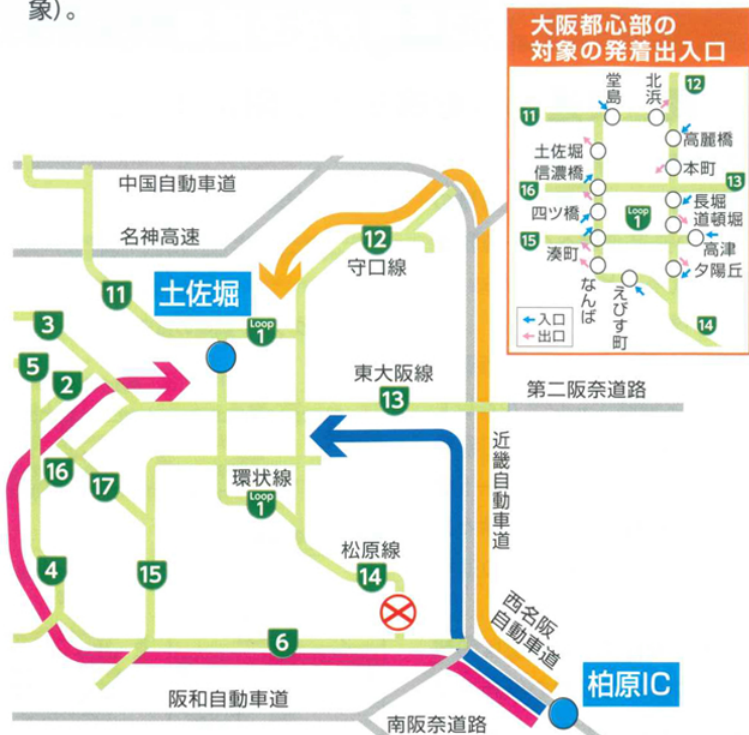 象）。
大阪都心部の
対象の発着出入口
堂島
北浜
12
11
高麗橋
土佐堀
本町
信濃橋
16
13
長堀
四ツ橋
Loop
1
道頓堀
15
高津
湊町
夕陽丘
なんば
えびす町
入口
出口
14
中国自動車道
名神高速
12
守口線
11
土佐堀
3
Loop
1
5
2
東大阪線
13
第二阪奈道路
近畿自動車道
16
17
環状線
Loop
1
松原線
14
4
15
西名阪
自動車道
6
柏原IC
阪和自動車道
南阪奈道路